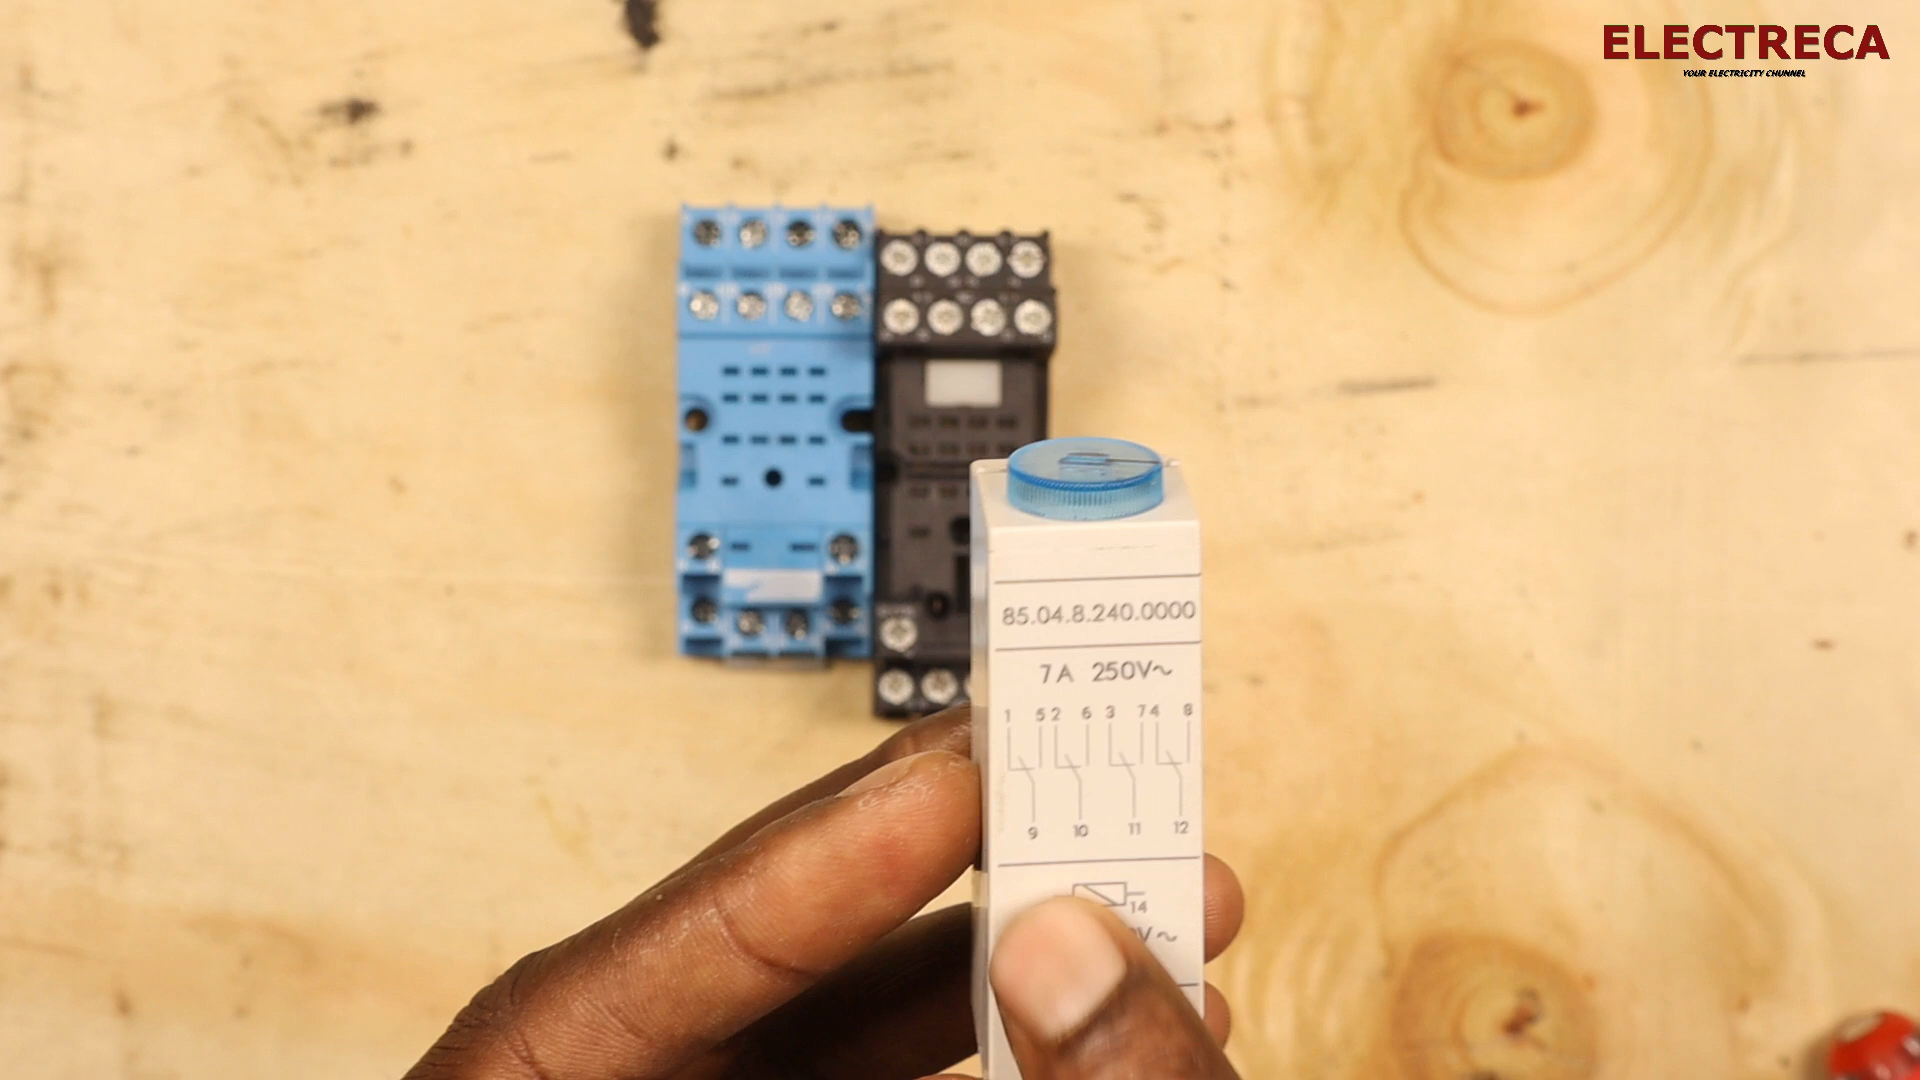 ELECTRECA
YOUR ELECTRICITY CHUNNEL
85.04.8.240.0000
7A 250V~
1 5 2 6 3 7 4 8
9 10 11 12
14
V~